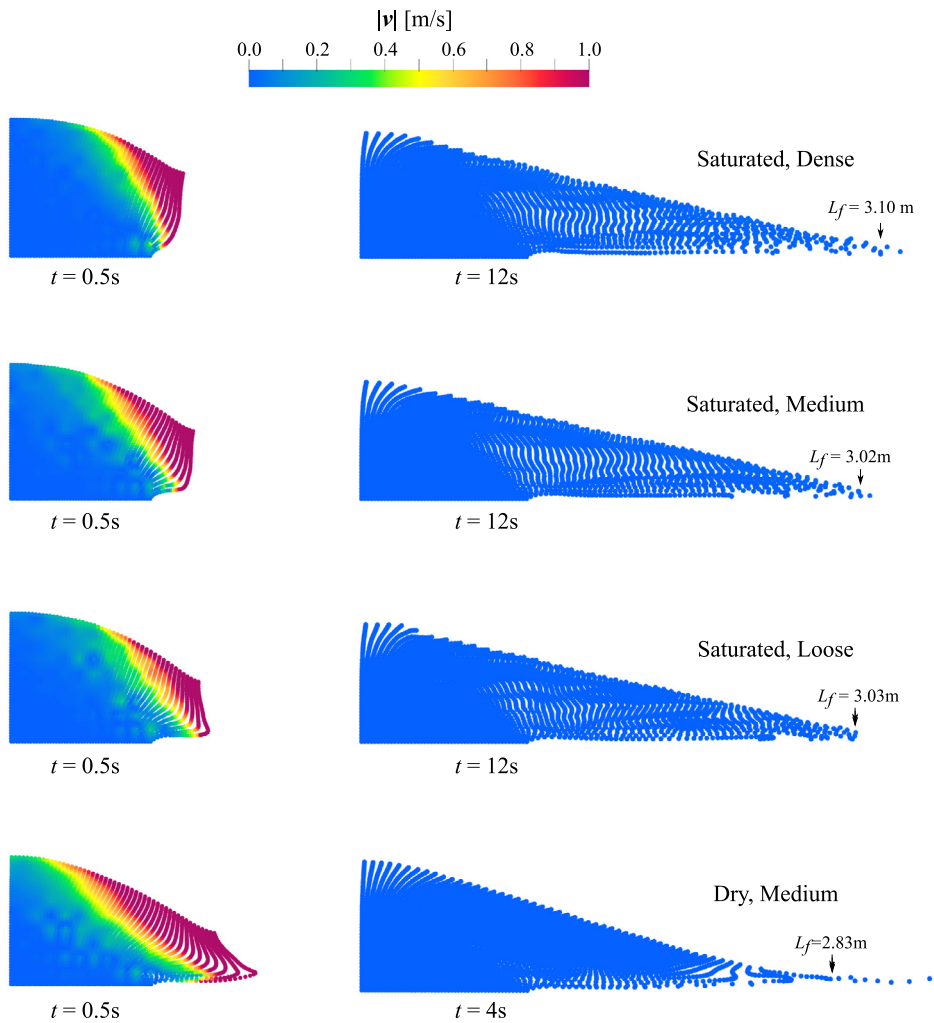 |v| [m/s]
0.0 0.2 0.4 0.6 0.8 1.0
Saturated, Dense
Lf = 3.10 m
t = 0.5s
t = 12s
Saturated, Medium
Lf = 3.02m
t = 0.5s
t = 12s
Saturated, Loose
Lf = 3.03m
t = 0.5s
t = 12s
Dry, Medium
Lf=2.83m
t = 0.5s
t = 4s